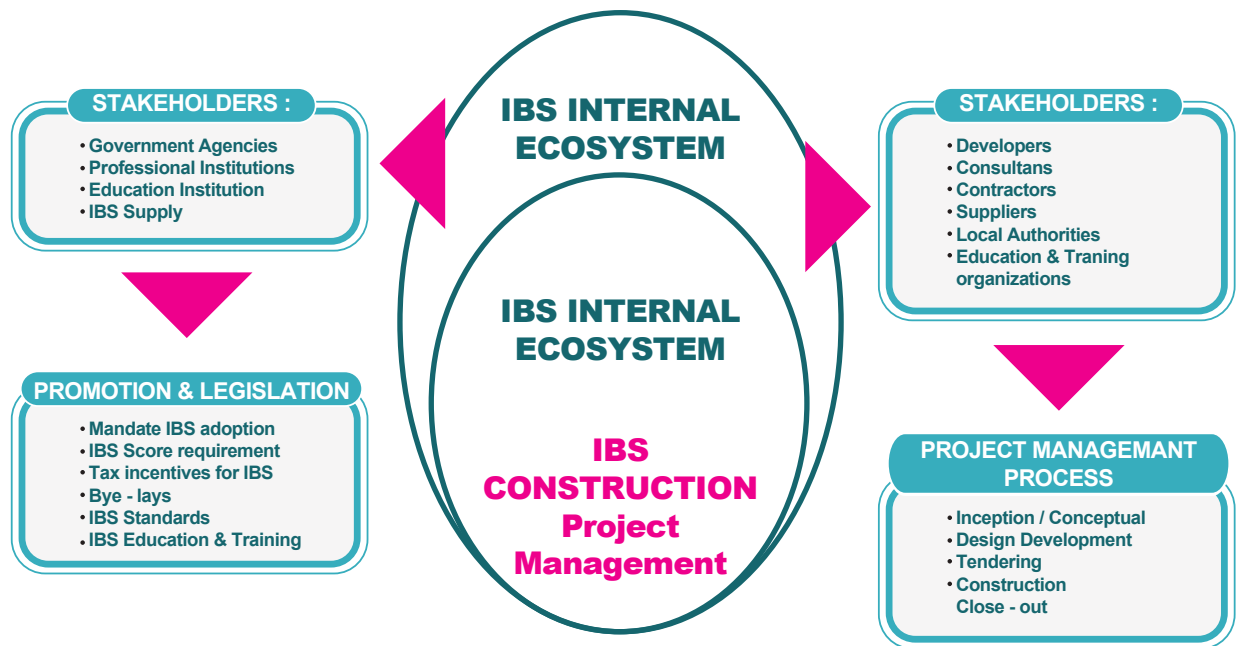 STAKEHOLDERS :
• Government Agencies
• Professional Institutions
• Education Institution
• IBS Supply
PROMOTION & LEGISLATION
• Mandate IBS adoption
• IBS Score requirement
• Tax incentives for IBS
• Bye - lays
• IBS Standards
• IBS Education & Training
IBS INTERNAL
ECOSYSTEM
IBS INTERNAL
ECOSYSTEM
IBS
CONSTRUCTION
Project
Management
STAKEHOLDERS :
• Developers
• Consultans
• Contractors
• Suppliers
• Local Authorities
• Education & Traning
organizations
PROJECT MANAGEMANT
PROCESS
• Inception / Conceptual
• Design Development
• Tendering
• Construction
Close - out